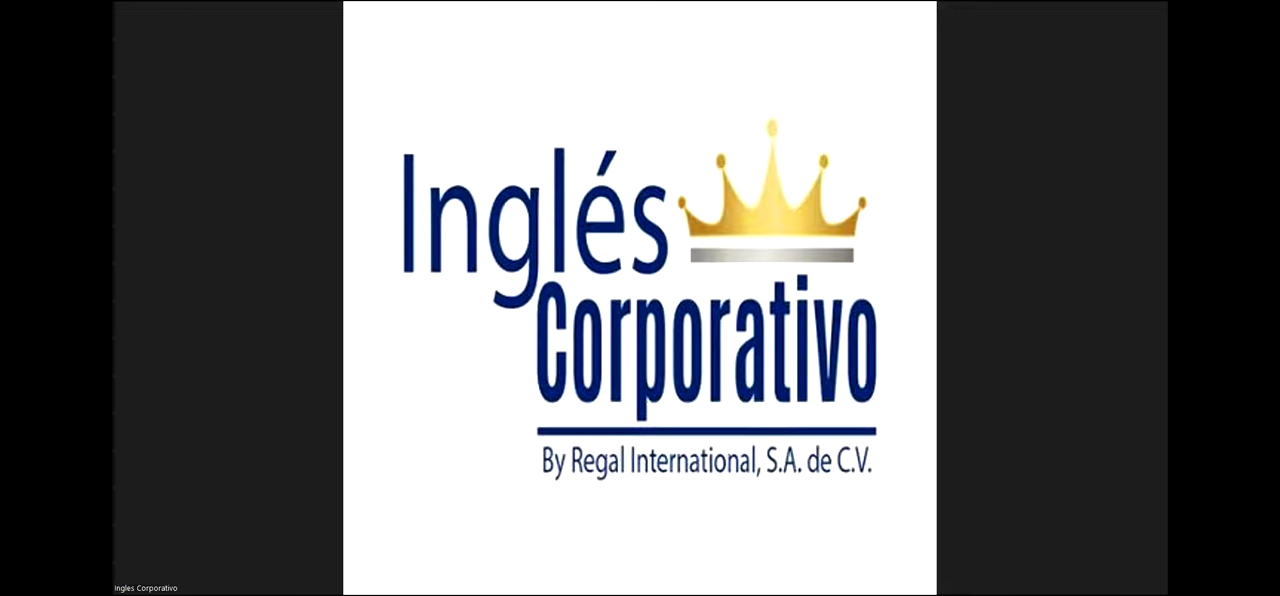 Inglés
Corporativo
By Regal International, S.A. de C.V.
Ingles Corporativo